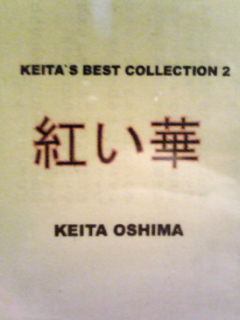 KEITA`S BEST COLLECTION 2
紅い華
KEITA OSHIMA